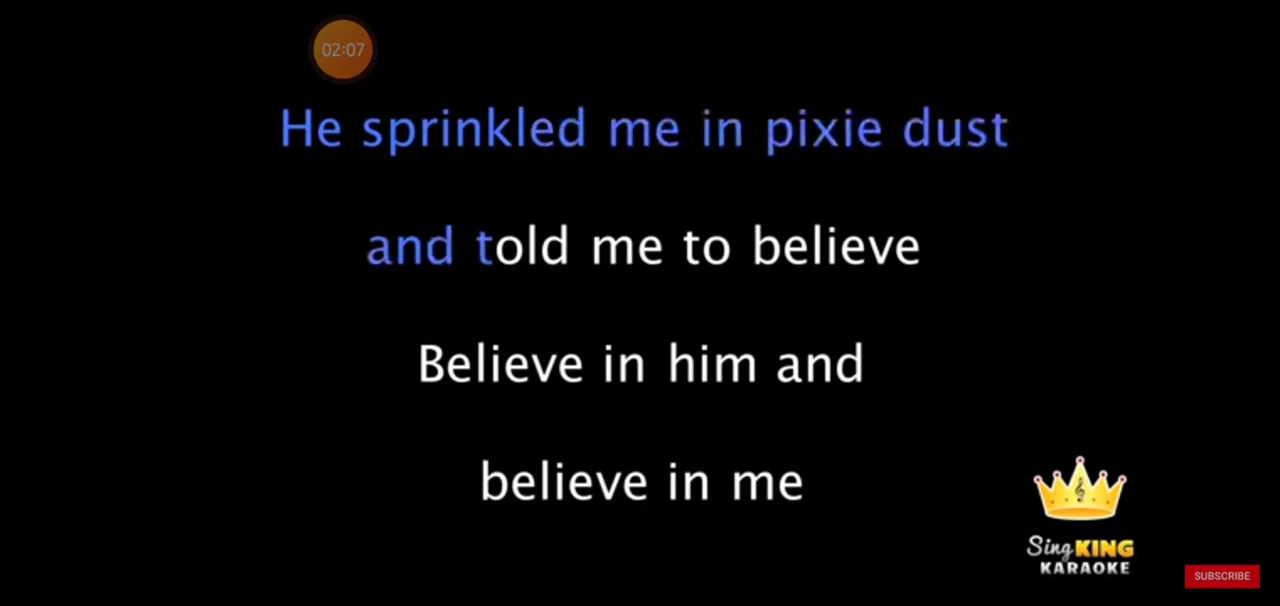 02:07
He sprinkled me in pixie dust
and told me to believe
Believe in him and
believe in me
Sing KING
KARAOKE
SUBSCRIBE